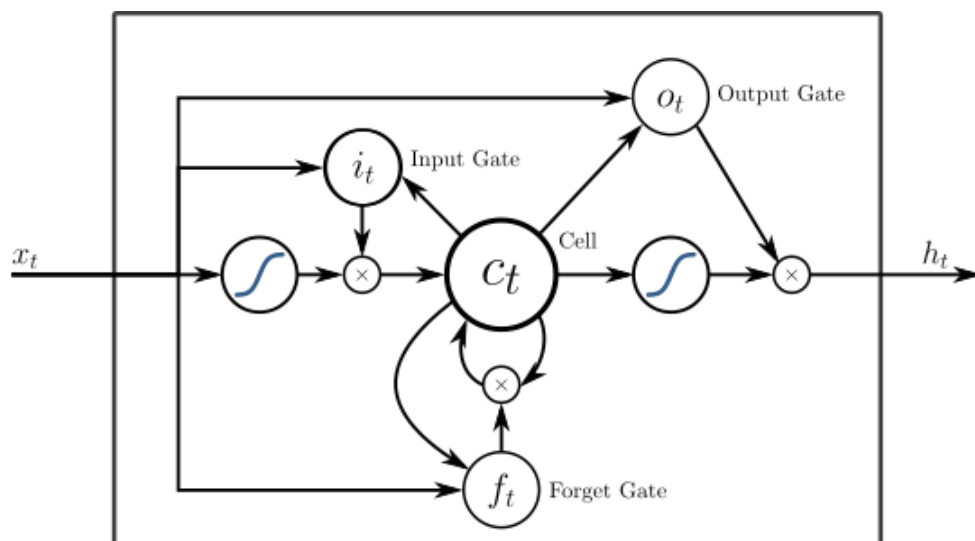 o_t Output Gate
i_t Input Gate
x_t
× c_t Cell
× h_t
×
f_t Forget Gate